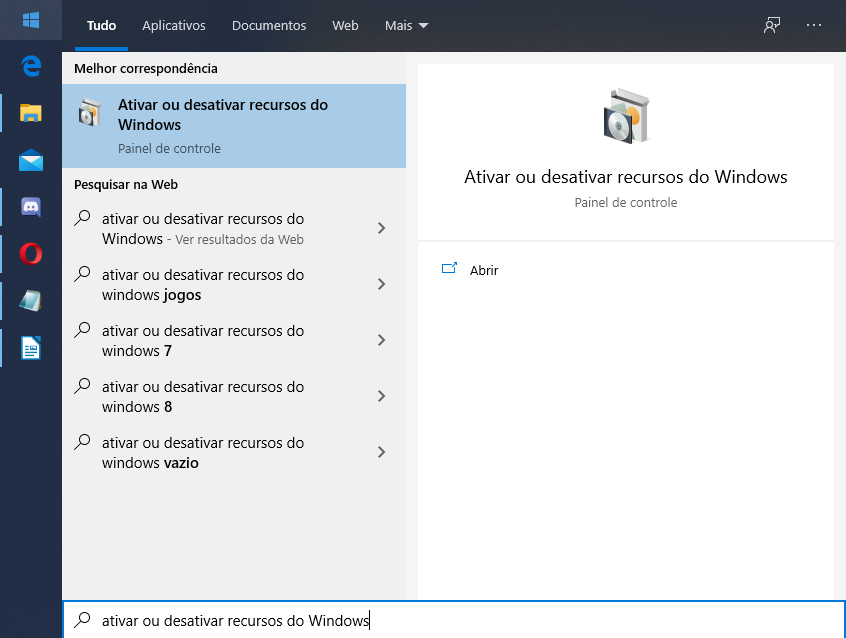 Tudo Aplicativos Documentos Web Mais
Melhor correspondência
Ativar ou desativar recursos do
Windows
Painel de controle
Pesquisar na Web
ativar ou desativar recursos do
Windows - Ver resultados da Web
ativar ou desativar recursos do
windows jogos
ativar ou desativar recursos do
windows 7
ativar ou desativar recursos do
windows 8
ativar ou desativar recursos do
windows vazio
Ativar ou desativar recursos do Windows
Painel de controle
Abrir
ativar ou desativar recursos do Windows